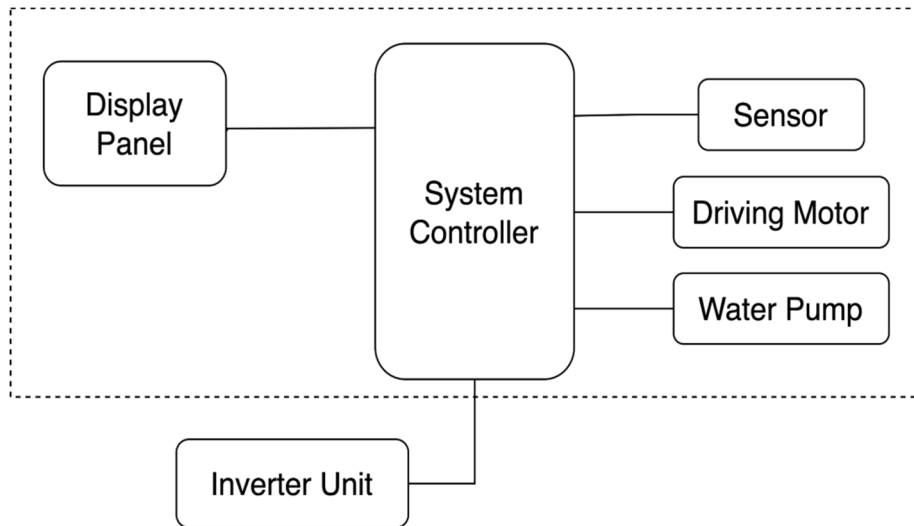 Display
Panel
System
Controller
Sensor
Driving Motor
Water Pump
Inverter Unit